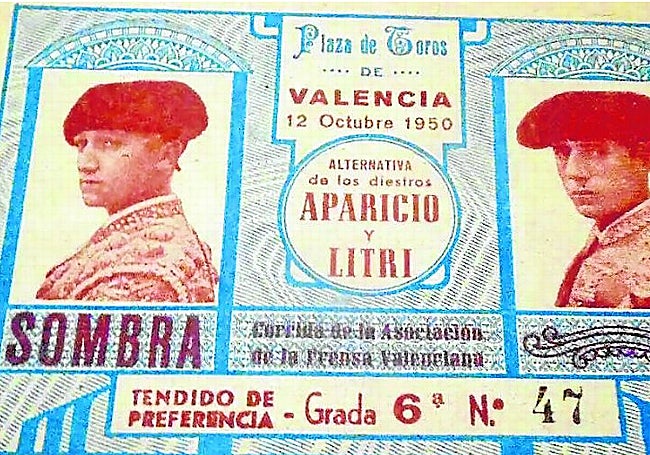 Plaza de Toros
DE
VALENCIA
12 Octubre 1950
ALTERNATIVA
de los diestros
APARICIO
Y
LITRI
SOMBRA
Corrida de la Asociación
de la Prensa Valenciana
TENDIDO DE
PREFERENCIA - Grada 6ª N.º 47